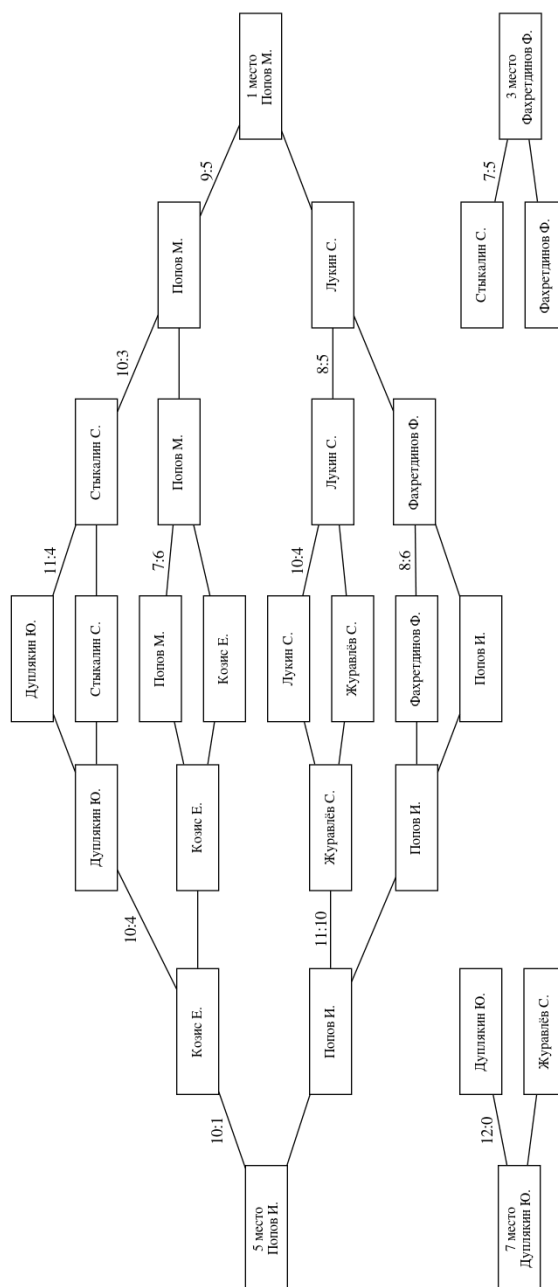 Дуплякин Ю.
11:4
Дуплякин Ю.
Стыкалин С.
Стыкалин С.
10:4
10:3
Попов М.
7:6
Попов М.
Попов М.
Козис Е.
Козис Е.
9:5
10:1
Козис Е.
5 место
Попов И.
1 место
Попов М.
Лукин С.
10:4
11:10
8:5
Попов И.
Журавлёв С.
Лукин С.
Лукин С.
Журавлёв С.
8:6
Попов И.
Фахретдинов Ф.
Фахретдинов Ф.
Дуплякин Ю.
Попов И.
Стыкалин С.
12:0
7:5
7 место
Дуплякин Ю.
3 место
Фахретдинов Ф.
Журавлёв С.
Фахретдинов Ф.